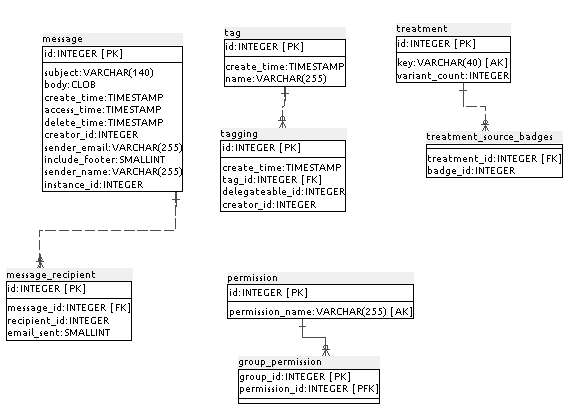 message
id:INTEGER [PK]
subject:VARCHAR(140)
body:CLOB
create_time:TIMESTAMP
access_time:TIMESTAMP
delete_time:TIMESTAMP
creator_id:INTEGER
sender_email:VARCHAR(255)
include_footer:SMALLINT
sender_name:VARCHAR(255)
instance_id:INTEGER
tag
id:INTEGER [PK]
create_time:TIMESTAMP
name:VARCHAR(255)
treatment
id:INTEGER [PK]
key:VARCHAR(40) [AK]
variant_count:INTEGER
tagging
id:INTEGER [PK]
create_time:TIMESTAMP
tag_id:INTEGER [FK]
delegateable_id:INTEGER
creator_id:INTEGER
treatment_source_badges
treatment_id:INTEGER [FK]
badge_id:INTEGER
message_recipient
id:INTEGER [PK]
message_id:INTEGER [FK]
recipient_id:INTEGER
email_sent:SMALLINT
permission
id:INTEGER [PK]
permission_name:VARCHAR(255) [AK]
group_permission
group_id:INTEGER [PK]
permission_id:INTEGER [PFK]